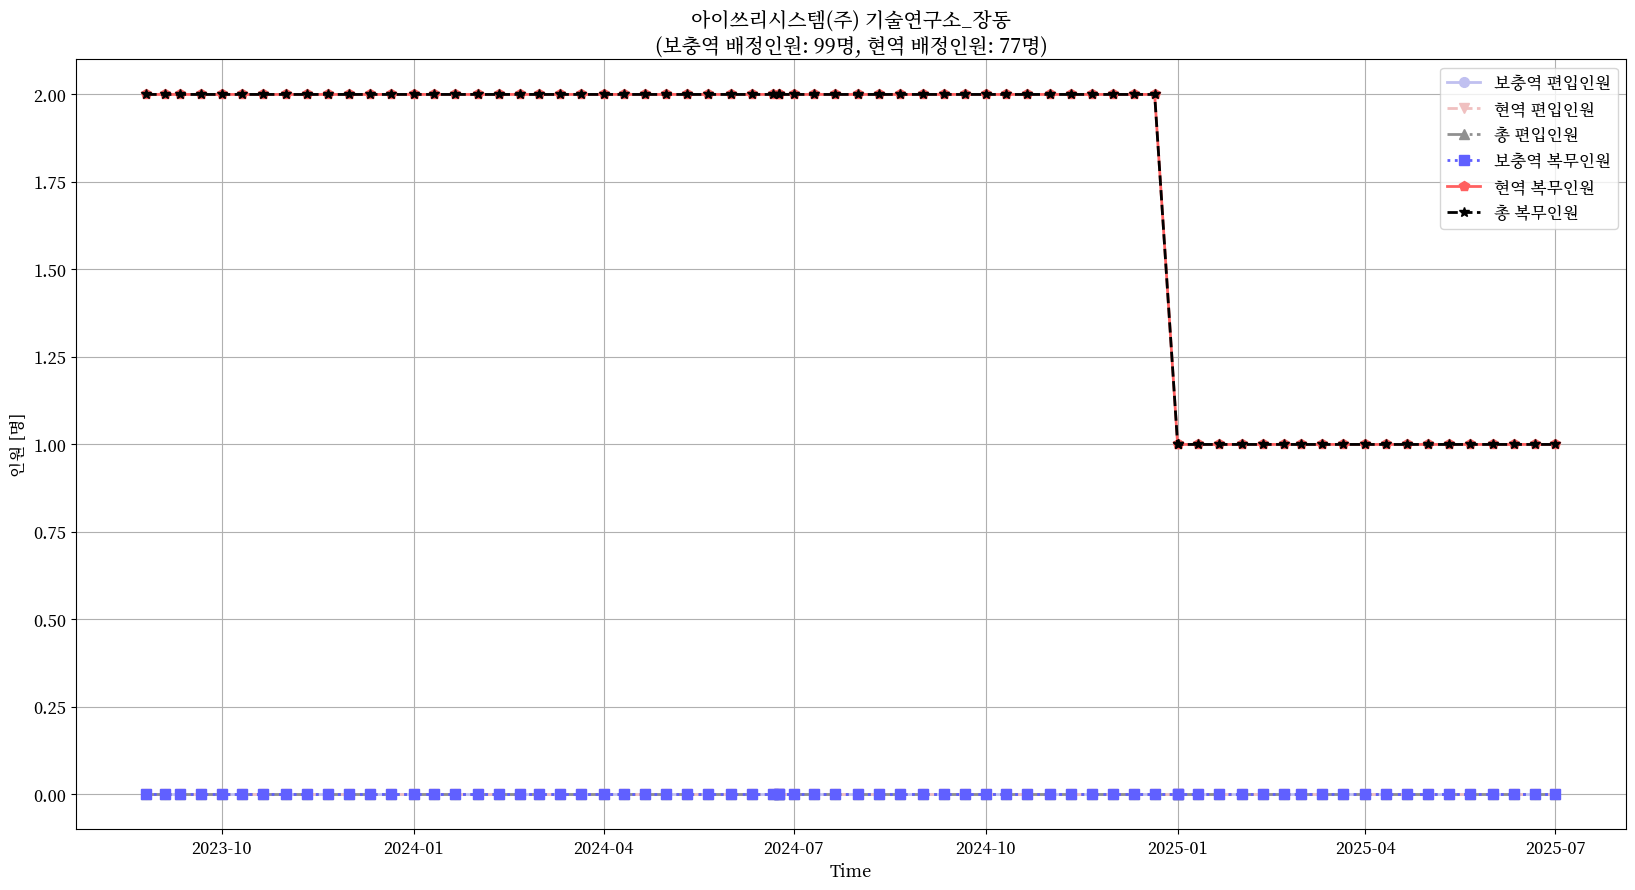 아이쓰리시스템(주) 기술연구소_장동
(보충역 배정인원: 99명, 현역 배정인원: 77명)
보충역 편입인원
현역 편입인원
총 편입인원
보충역 복무인원
현역 복무인원
총 복무인원
인원 [명]
2.00
1.75
1.50
1.25
1.00
0.75
0.50
0.25
0.00
2023-10
2024-01
2024-04
2024-07
2024-10
2025-01
2025-04
2025-07
Time